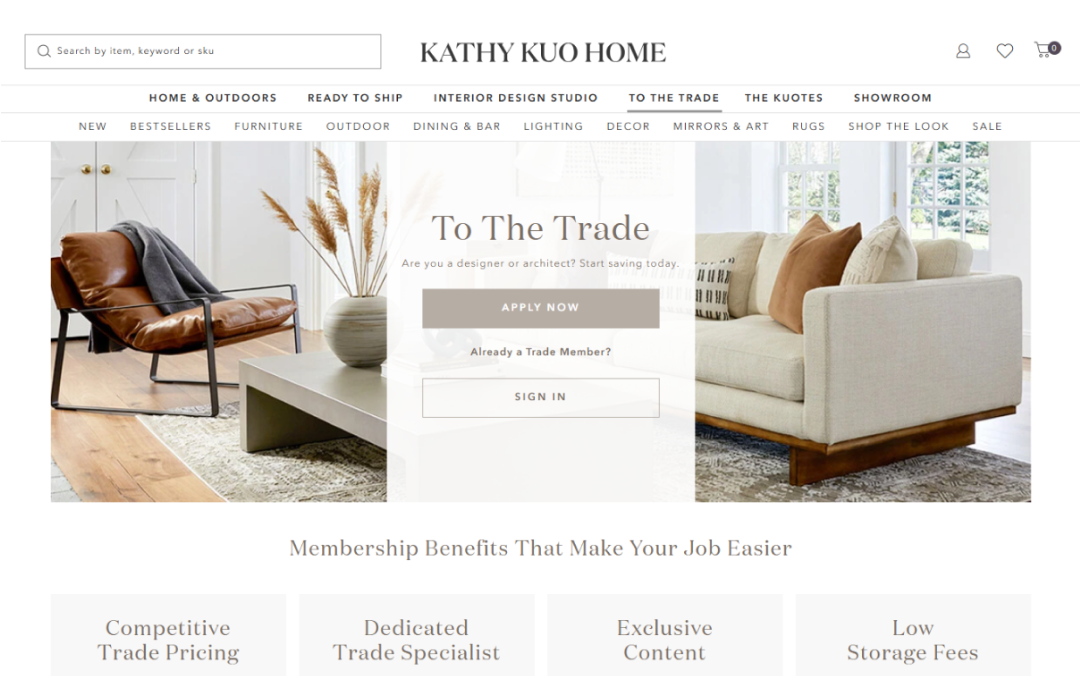 Search by item, keyword or sku
KATHY KUO HOME
0
HOME & OUTDOORS
READY TO SHIP
INTERIOR DESIGN STUDIO
TO THE TRADE
THE KUOTES
SHOWROOM
NEW
BESTSELLERS
FURNITURE
OUTDOOR
DINING & BAR
LIGHTING
DECOR
MIRRORS & ART
RUGS
SHOP THE LOOK
SALE
To The Trade
Are you a designer or architect? Start saving today.
APPLY NOW
Already a Trade Member?
SIGN IN
Membership Benefits That Make Your Job Easier
Competitive
Trade Pricing
Dedicated
Trade Specialist
Exclusive
Content
Low
Storage Fees